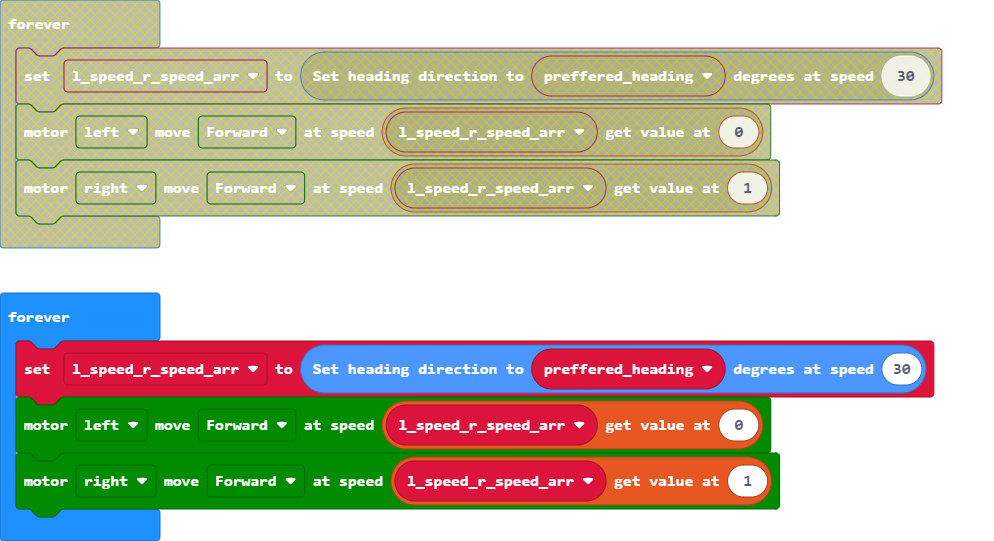 forever
set l_speed_r_speed_arr to Set heading direction to preffered_heading degrees at speed 30
motor left move Forward at speed l_speed_r_speed_arr get value at 0
motor right move Forward at speed l_speed_r_speed_arr get value at 1
forever
set l_speed_r_speed_arr to Set heading direction to preffered_heading degrees at speed 30
motor left move Forward at speed l_speed_r_speed_arr get value at 0
motor right move Forward at speed l_speed_r_speed_arr get value at 1